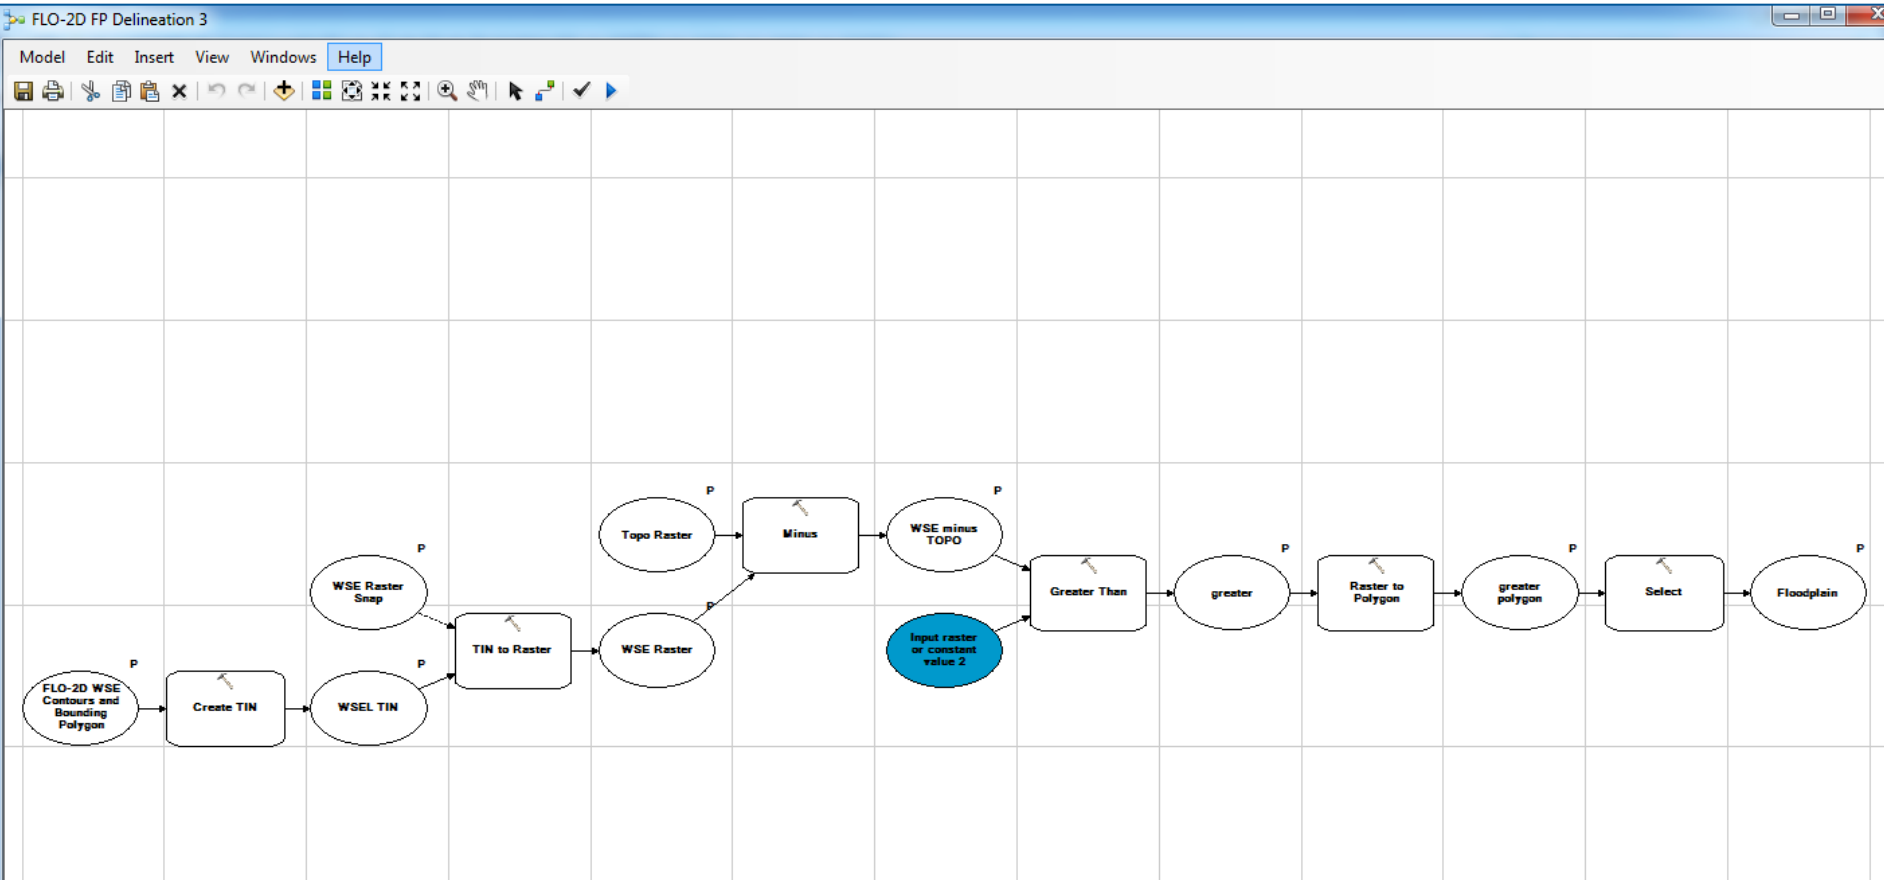 FLO-2D FP Delineation 3
Model Edit Insert View Windows Help
P
P
Topo Raster
Minus
WSE minus
TOPO
P
P
P
P
WSE Raster
Snap
Greater Than
greater
Raster to
Polygon
greater
polygon
Select
Floodplain
P
TIN to Raster
WSE Raster
Input raster
or constant
value 2
P
P
FLO-2D WSE
Contours and
Bounding
Polygon
Create TIN
WSEL TIN